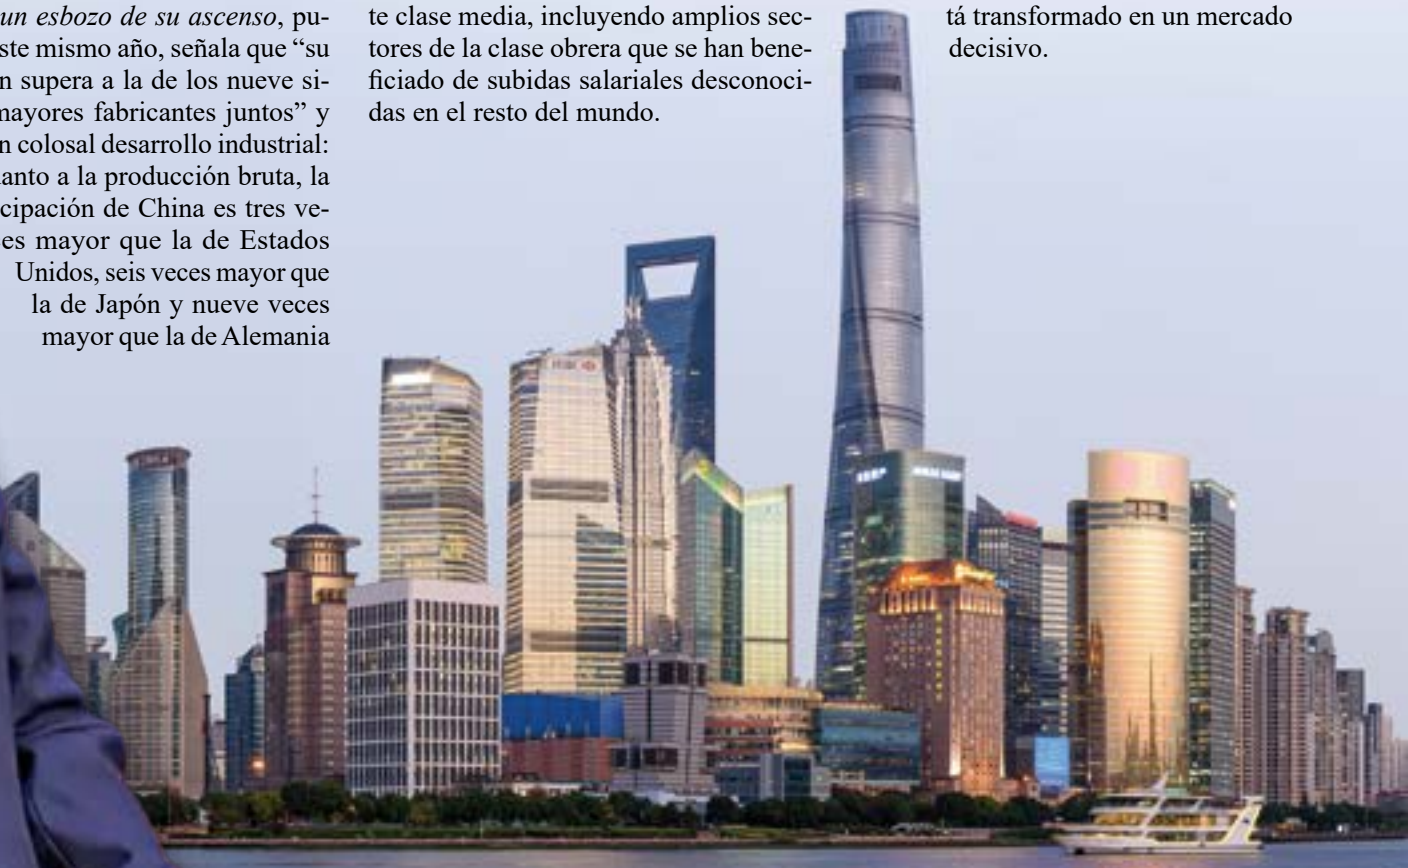 un esbozo de su ascenso, pu-
ste mismo año, señala que “su
n supera a la de los nueve si-
mayores fabricantes juntos” y
n colosal desarrollo industrial:
anto a la producción bruta, la
cipación de China es tres ve-
es mayor que la de Estados
Unidos, seis veces mayor que
la de Japón y nueve veces
mayor que la de Alemania
te clase media, incluyendo amplios sec-
tores de la clase obrera que se han bene-
ficiado de subidas salariales desconoci-
das en el resto del mundo.
tá transformado en un mercado
decisivo.